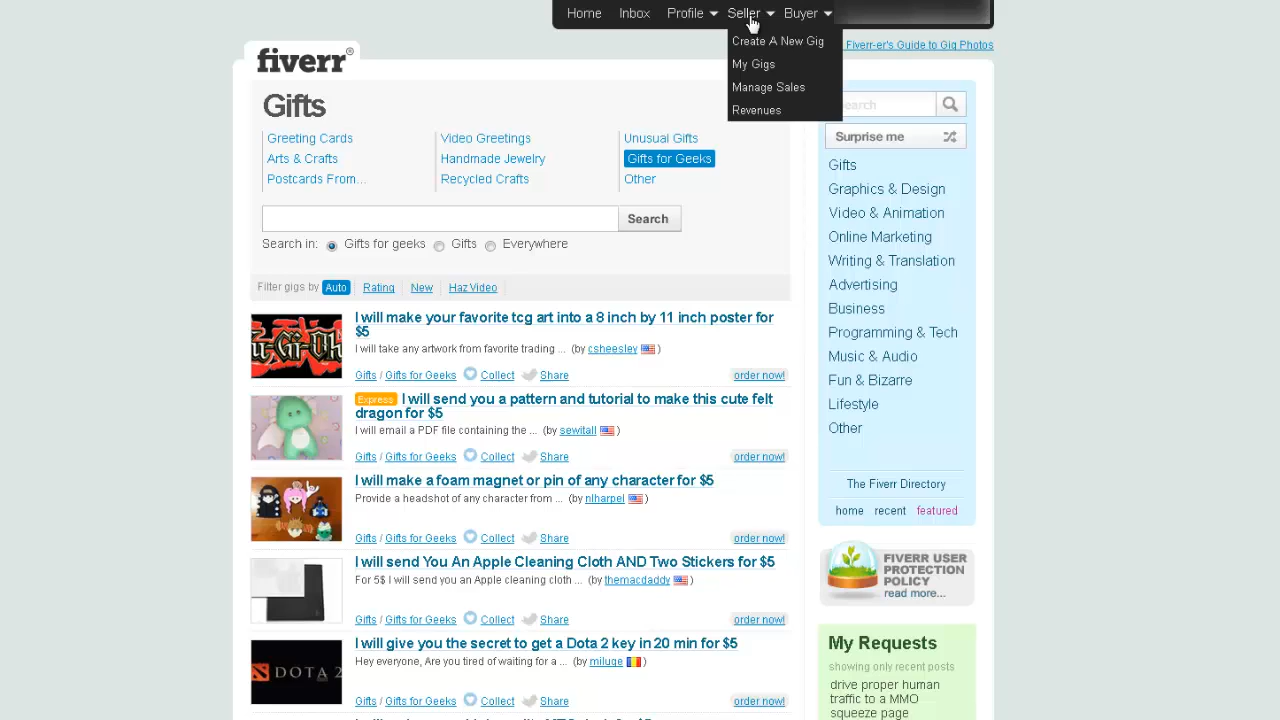 Home Inbox Profile Seller Buyer
Create A New Gig
My Gigs
Manage Sales
Revenues
Fiverr-er's Guide to Gig Photos
fiverr®
Gifts
Greeting Cards
Arts & Crafts
Postcards From...
Video Greetings
Handmade Jewelry
Recycled Crafts
Unusual Gifts
Gifts for Geeks
Other
Search
Search in: Gifts for geeks Gifts Everywhere
Filter gigs by Auto Rating New Haz Video
I will make your favorite tcg art into a 8 inch by 11 inch poster for
$5
I will take any artwork from favorite trading ... (by csheesley )
Gifts / Gifts for Geeks Collect Share order now!
Express I will send you a pattern and tutorial to make this cute felt
dragon for $5
I will email a PDF file containing the ... (by sewitall )
Gifts / Gifts for Geeks Collect Share order now!
I will make a foam magnet or pin of any character for $5
Provide a headshot of any character from ... (by nlharpel )
Gifts / Gifts for Geeks Collect Share order now!
I will send You An Apple Cleaning Cloth AND Two Stickers for $5
For 5$ I will send you an Apple cleaning cloth ... (by themacdaddy )
Gifts / Gifts for Geeks Collect Share order now!
DOTA 2
I will give you the secret to get a Dota 2 key in 20 min for $5
Hey everyone, Are you tired of waiting for a ... (by miluge )
Gifts / Gifts for Geeks Collect Share order now!
search
Surprise me
Gifts
Graphics & Design
Video & Animation
Online Marketing
Writing & Translation
Advertising
Business
Programming & Tech
Music & Audio
Fun & Bizarre
Lifestyle
Other
The Fiverr Directory
home recent featured
FIVERR USER
PROTECTION
POLICY
read more...
My Requests
showing only recent posts
drive proper human
traffic to a MMO
squeeze page